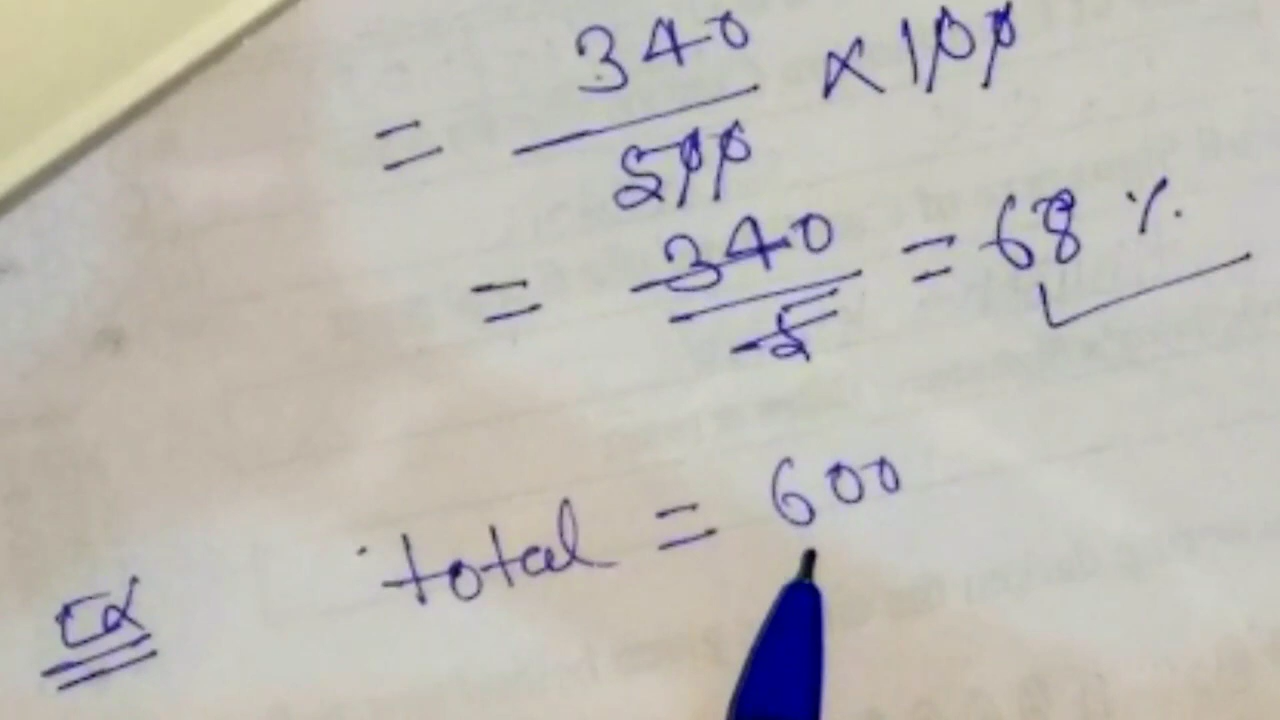 = 340/500 × 100
= 340/5 = 68 %
Ex total = 600